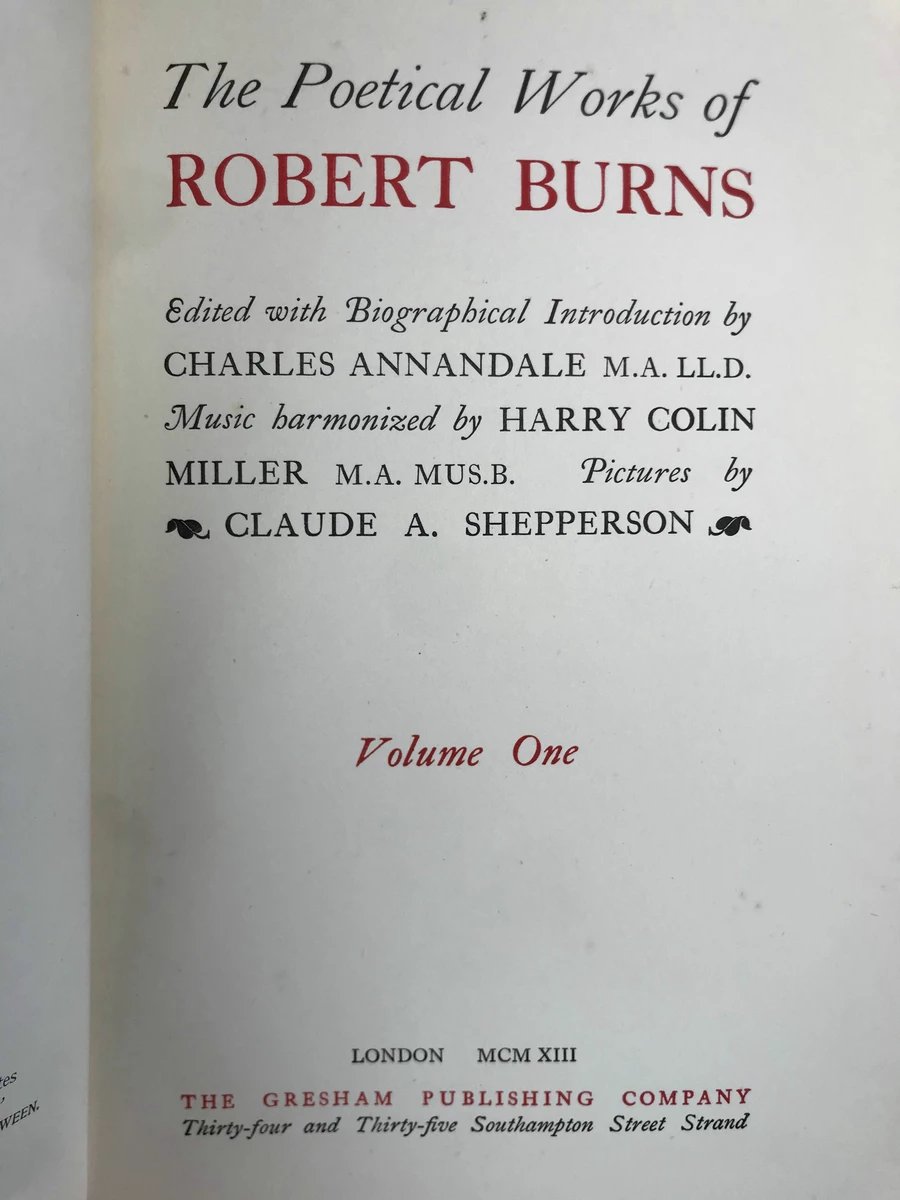 The Poetical Works of
ROBERT BURNS
Edited with Biographical Introduction by
CHARLES ANNANDALE M.A. LL.D.
Music harmonized by HARRY COLIN
MILLER M.A. MUS.B. Pictures by
CLAUDE A. SHEPPERSON
Volume One
LONDON MCM XIII
THE GRESHAM PUBLISHING COMPANY
Thirty-four and Thirty-five Southampton Street Strand